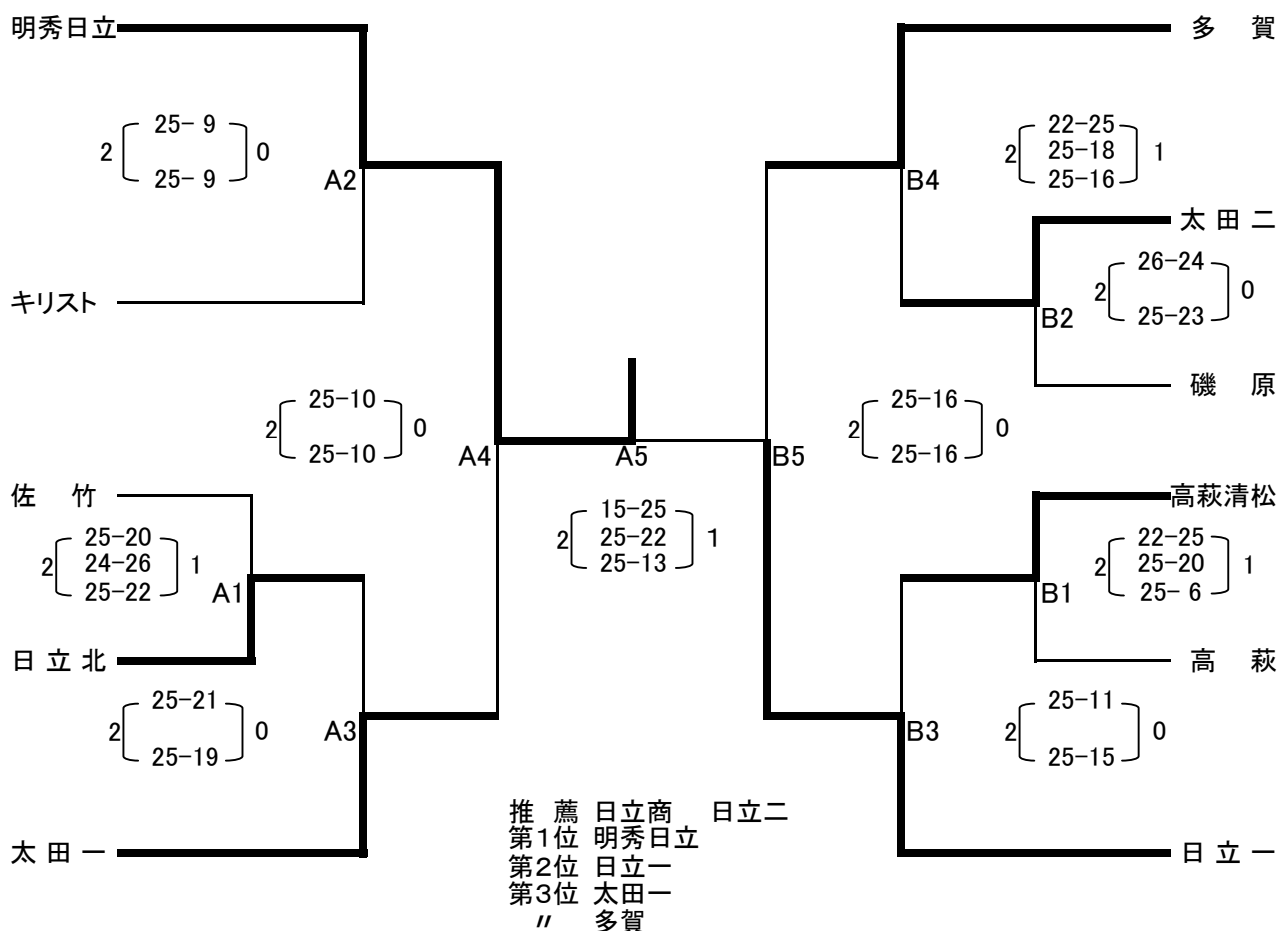 明秀日立
多　賀
25- 9
2 0
25- 9
A2
22-25
2 25-18 1
25-16
B4
太 田 二
26-24
2 0
25-23
B2
キリスト
磯　原
25-10
2 0
25-10
A4
A5
25-16
2 0
25-16
B5
佐　竹
高萩清松
25-20
2 24-26 1
25-22
A1
15-25
2 25-22 1
25-13
22-25
2 25-20 1
25- 6
B1
日 立 北
高　萩
25-21
2 0
25-19
A3
25-11
2 0
25-15
B3
太 田 一
日 立 一
推 薦 日立商　日立二
第1位 明秀日立
第2位 日立一
第3位 太田一
〃 多賀